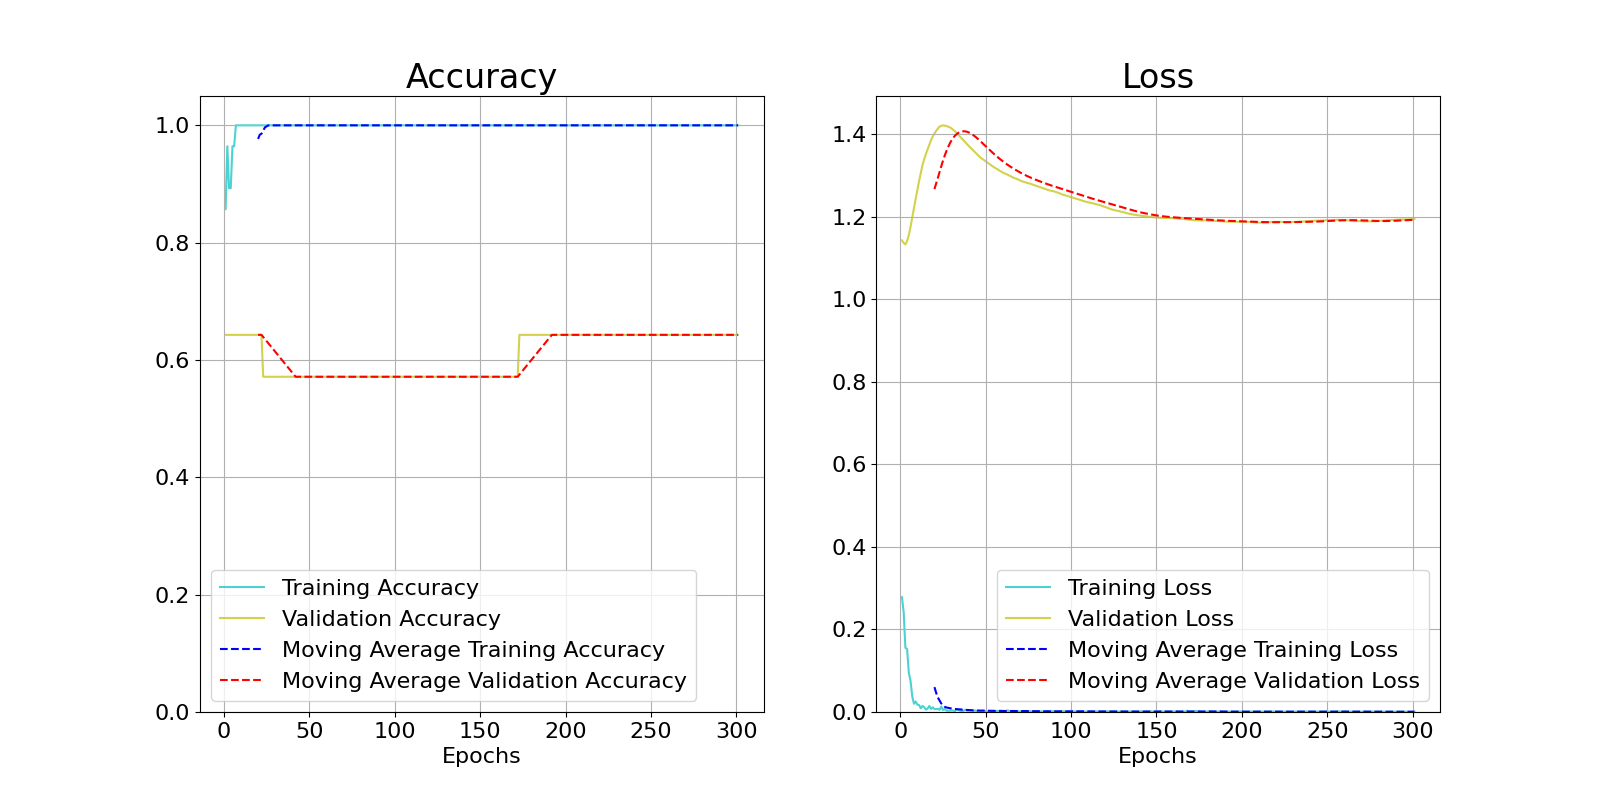 Accuracy
1.0
0.8
0.6
0.4
0.2
0.0
0 50 100 150 200 250 300
Epochs
Training Accuracy
Validation Accuracy
Moving Average Training Accuracy
Moving Average Validation Accuracy
Loss
1.4
1.2
1.0
0.8
0.6
0.4
0.2
0.0
0 50 100 150 200 250 300
Epochs
Training Loss
Validation Loss
Moving Average Training Loss
Moving Average Validation Loss